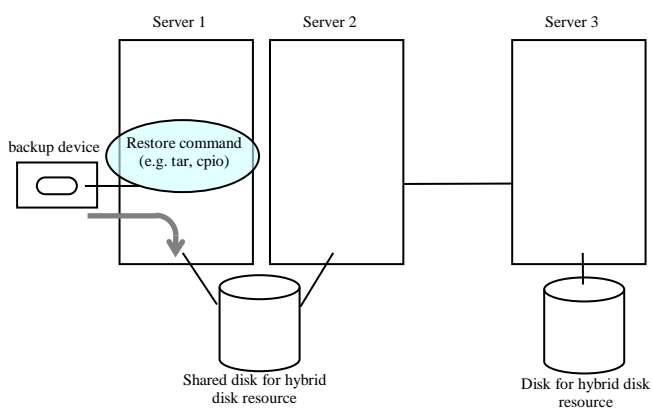 Server 1
Server 2
Server 3
backup device
Restore command
(e.g. tar, cpio)
Shared disk for hybrid
disk resource
Disk for hybrid disk
resource